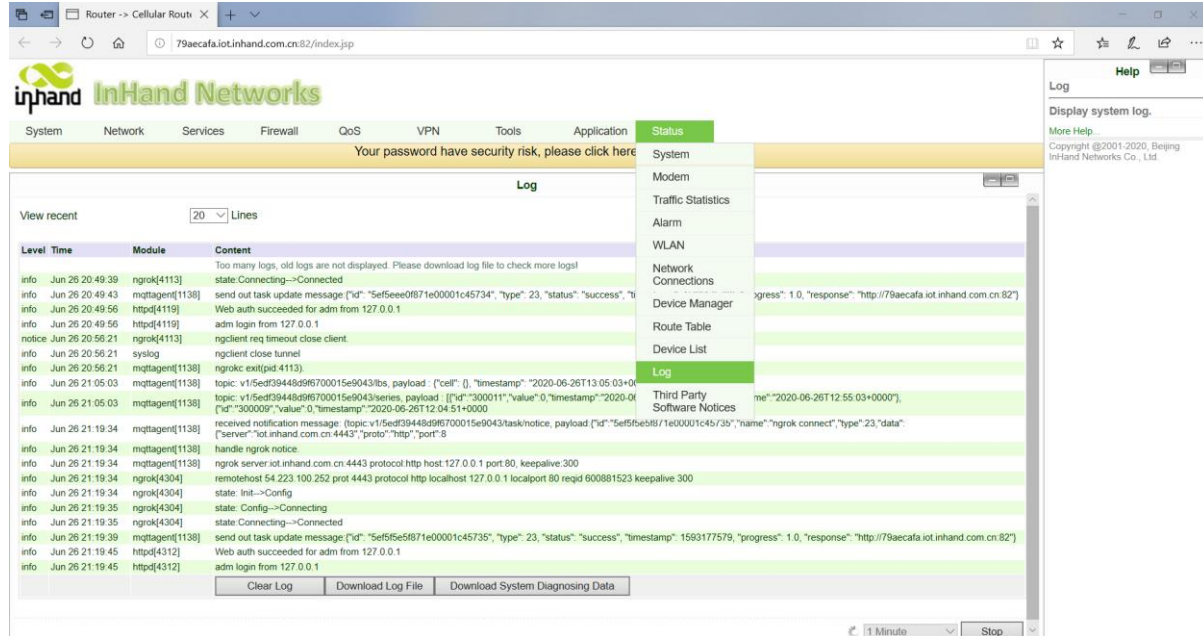 Router -> Cellular Route
79aecafa.iot.inhand.com.cn:82/index.jsp
inhand InHand Networks
System Network Services Firewall QoS VPN Tools Application Status
Your password have security risk, please click here
Log
View recent 20 Lines
Level Time Module Content
Too many logs, old logs are not displayed. Please download log file to check more logs!
info Jun 26 20:49:39 ngrok[4113] state:Connecting-->Connected
info Jun 26 20:49:43 mqttagent[1138] send out task update message:{"id": "5ef5eee0f871e00001c45734", "type": 23, "status": "success", "ti ogress": 1.0, "response": "http://79aecafa.iot.inhand.com.cn:82"}
info Jun 26 20:49:56 httpd[4119] Web auth succeeded for adm from 127.0.0.1
info Jun 26 20:49:56 httpd[4119] adm login from 127.0.0.1
notice Jun 26 20:56:21 ngrok[4113] ngclient req timeout close client.
info Jun 26 20:56:21 syslog ngclient close tunnel
info Jun 26 20:56:21 mqttagent[1138] ngrokc exit(pid:4113).
info Jun 26 21:05:03 mqttagent[1138] topic: v1/5edf39448d9f6700015e9043/lbs, payload : {"cell": {}, "timestamp": "2020-06-26T13:05:03+00
info Jun 26 21:05:03 mqttagent[1138] topic: v1/5edf39448d9f6700015e9043/series, payload : [{"id":"300011","value":0,"timestamp":"2020-06 me":"2020-06-26T12:55:03+0000"},
{"id":"300009","value":0,"timestamp":"2020-06-26T12:04:51+0000
info Jun 26 21:19:34 mqttagent[1138] received notification message: (topic:v1/5edf39448d9f6700015e9043/task/notice, payload:{"id":"5ef5f5e5f871e00001c45735","name":"ngrok connect","type":23,"data":
{"server":"iot.inhand.com.cn:4443","proto":"http","port":8
info Jun 26 21:19:34 mqttagent[1138] handle ngrok notice.
info Jun 26 21:19:34 mqttagent[1138] ngrok server:iot.inhand.com.cn:4443 protocol:http host:127.0.0.1 port:80, keepalive:300
info Jun 26 21:19:34 ngrok[4304] remotehost 54.223.100.252 prot 4443 protocol http localhost 127.0.0.1 localport 80 reqid 600881523 keepalive 300
info Jun 26 21:19:34 ngrok[4304] state: Init-->Config
info Jun 26 21:19:35 ngrok[4304] state: Config-->Connecting
info Jun 26 21:19:35 ngrok[4304] state:Connecting-->Connected
info Jun 26 21:19:39 mqttagent[1138] send out task update message:{"id": "5ef5f5e5f871e00001c45735", "type": 23, "status": "success", "timestamp": 1593177579, "progress": 1.0, "response": "http://79aecafa.iot.inhand.com.cn:82"}
info Jun 26 21:19:45 httpd[4312] Web auth succeeded for adm from 127.0.0.1
info Jun 26 21:19:45 httpd[4312] adm login from 127.0.0.1
Clear Log Download Log File Download System Diagnosing Data
1 Minute Stop
System
Modem
Traffic Statistics
Alarm
WLAN
Network
Connections
Device Manager
Route Table
Device List
Log
Third Party
Software Notices
Help
Log
Display system log.
More Help...
Copyright @2001-2020, Beijing
InHand Networks Co., Ltd.